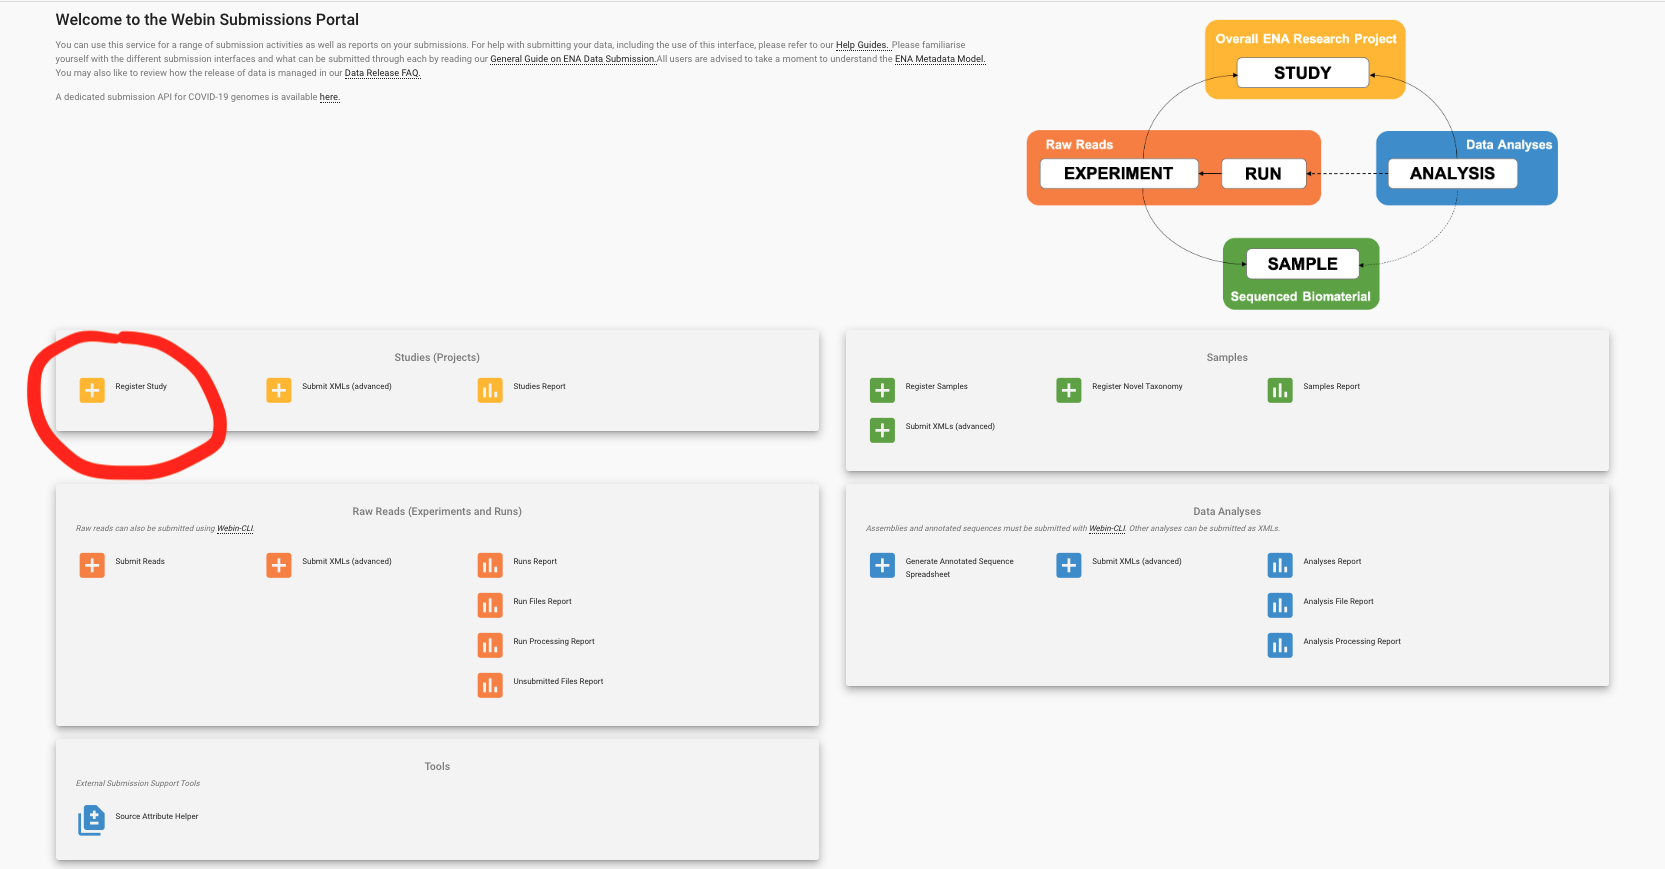 Welcome to the Webin Submissions Portal
You can use this service for a range of submission activities as well as reports on your submissions. For help with submitting your data, including the use of this interface, please refer to our Help Guides. Please familiarise
yourself with the different submission interfaces and what can be submitted through each by reading our General Guide on ENA Data Submission.All users are advised to take a moment to understand the ENA Metadata Model.
You may also like to review how the release of data is managed in our Data Release FAQ.
A dedicated submission API for COVID-19 genomes is available here.
Overall ENA Research Project
STUDY
Raw Reads
EXPERIMENT
RUN
Data Analyses
ANALYSIS
SAMPLE
Sequenced Biomaterial
Studies (Projects)
Register Study
Submit XMLs (advanced)
Studies Report
Samples
Register Samples
Register Novel Taxonomy
Samples Report
Submit XMLs (advanced)
Raw Reads (Experiments and Runs)
Raw reads can also be submitted using Webin-CLI.
Submit Reads
Submit XMLs (advanced)
Runs Report
Run Files Report
Run Processing Report
Unsubmitted Files Report
Data Analyses
Assemblies and annotated sequences must be submitted with Webin-CLI. Other analyses can be submitted as XMLs.
Generate Annotated Sequence
Spreadsheet
Submit XMLs (advanced)
Analyses Report
Analysis File Report
Analysis Processing Report
Tools
External Submission Support Tools
Source Attribute Helper